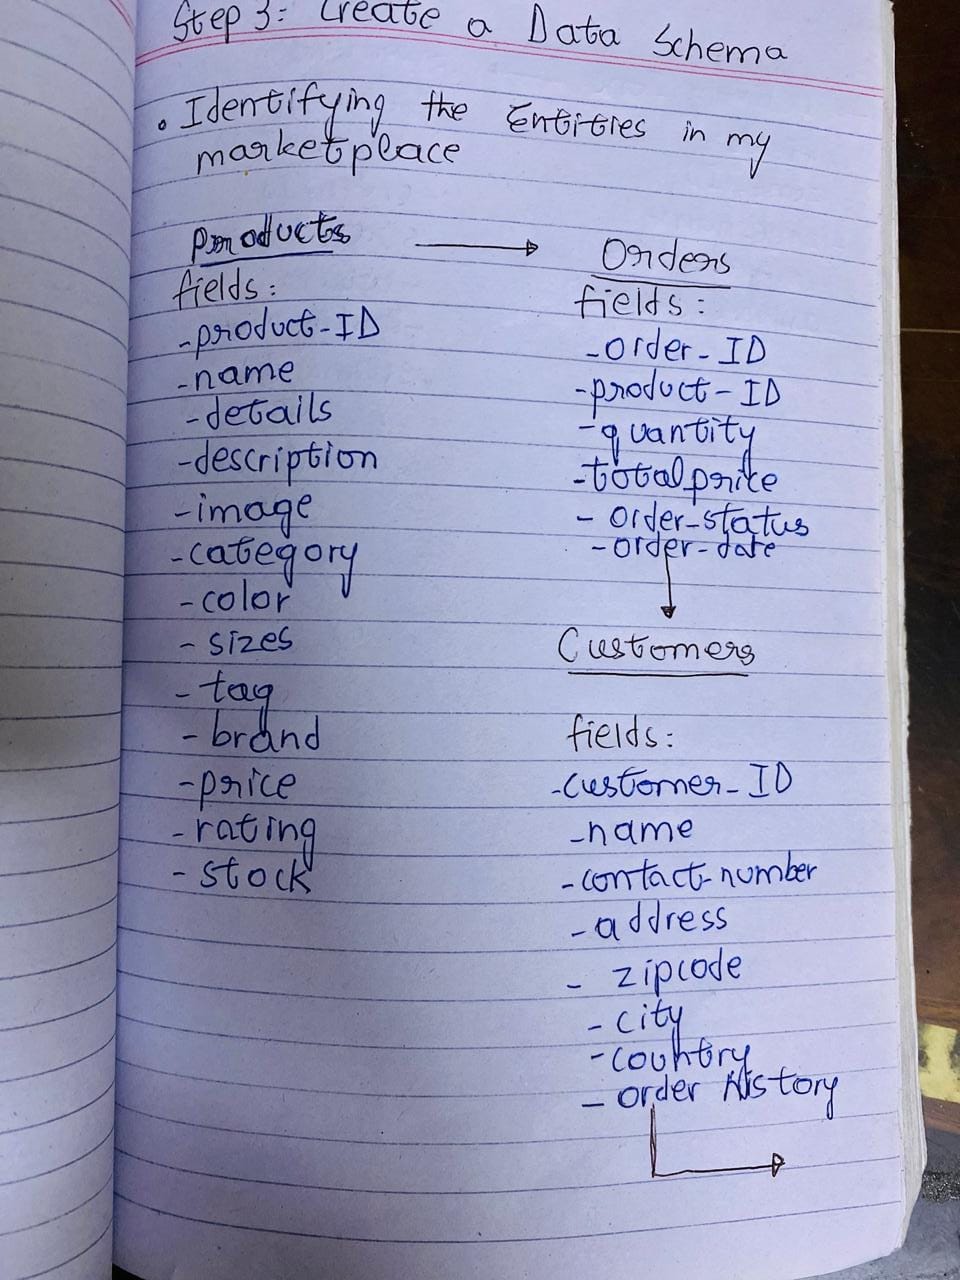 Step 3: Create a Data Schema
• Identifying the Entities in my
marketplace
Products
fields:
-product-ID
-name
-details
-description
-image
-category
-color
- sizes
- tag
- brand
-price
-rating
- stock
Orders
fields:
-order-ID
-product-ID
-quantity
-total price
- order-status
-order-date
Customers
fields:
-customer-ID
-name
-contact-number
-address
- zipcode
-city
-country
- order History